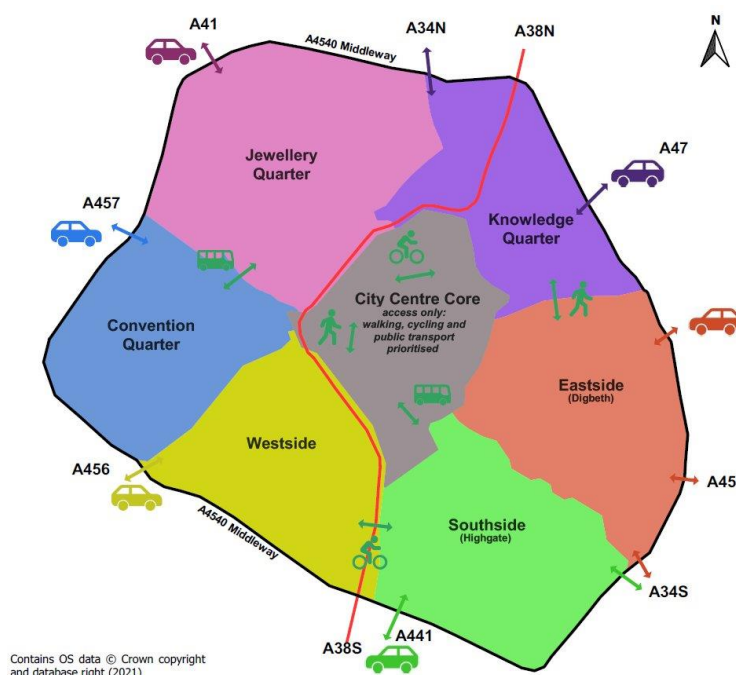 A41
A4540 Middleway
A34N
A38N
N
Jewellery
Quarter
A47
A457
Knowledge
Quarter
City Centre Core
access only:
walking, cycling and
public transport
prioritised
Convention
Quarter
Eastside
(Digbeth)
Westside
A456
A45
A4540 Middleway
Southside
(Highgate)
A34S
A441
A38S
Contains OS data © Crown copyright
and database right (2021)